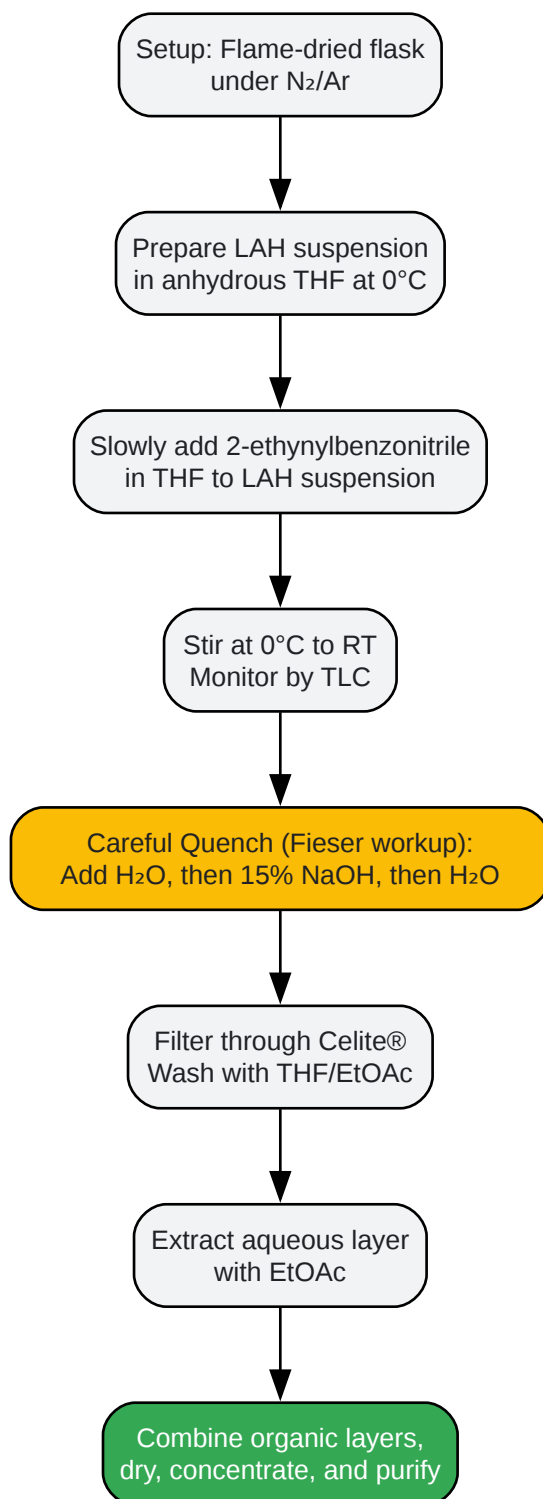 Setup: Flame-dried flask
under N₂/Ar
Prepare LAH suspension
in anhydrous THF at 0°C
Slowly add 2-ethynylbenzonitrile
in THF to LAH suspension
Stir at 0°C to RT
Monitor by TLC
Careful Quench (Fieser workup):
Add H₂O, then 15% NaOH, then H₂O
Filter through Celite®
Wash with THF/EtOAc
Extract aqueous layer
with EtOAc
Combine organic layers,
dry, concentrate, and purify